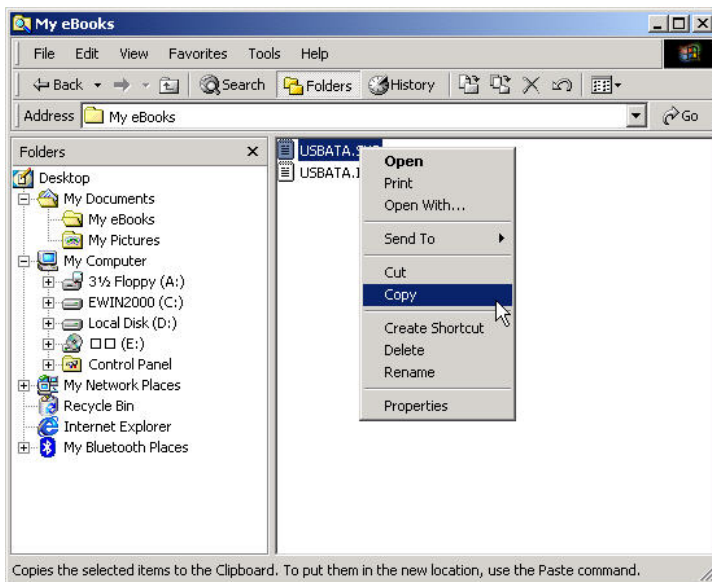 My eBooks
File Edit View Favorites Tools Help
Back Search Folders History
Address My eBooks Go
Folders
Desktop
My Documents
My eBooks
My Pictures
My Computer
3½ Floppy (A:)
EWIN2000 (C:)
Local Disk (D:)
□□ (E:)
Control Panel
My Network Places
Recycle Bin
Internet Explorer
My Bluetooth Places
Open
Print
Open With...
Send To
Cut
Copy
Create Shortcut
Delete
Rename
Properties
Copies the selected items to the Clipboard. To put them in the new location, use the Paste command.